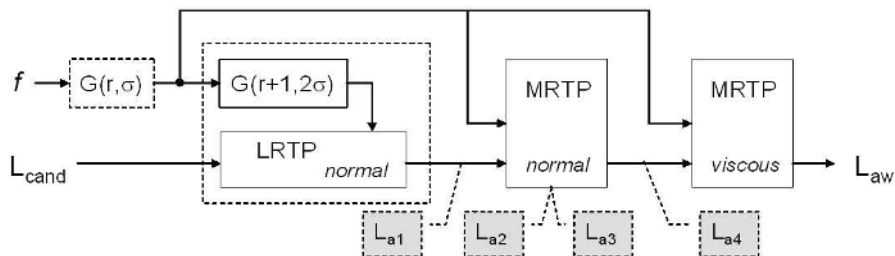 f
G(r,σ)
G(r+1,2σ)
MRTP
MRTP
L_cand
LRTP
normal
normal
viscous
L_aw
L_a1
L_a2
L_a3
L_a4